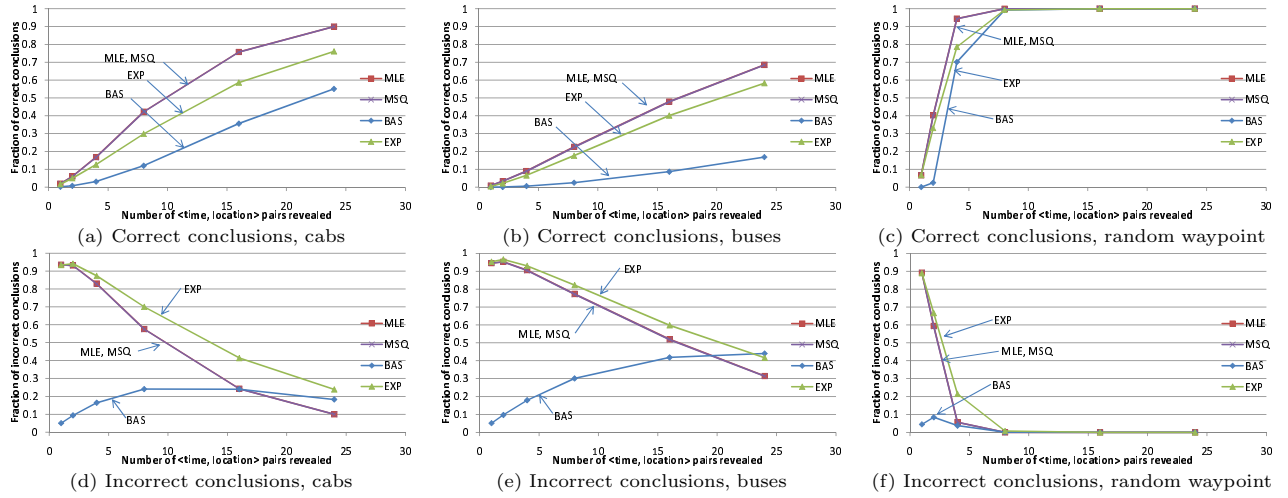 Fraction of correct conclusions
1
0.9
0.8
0.7
0.6
0.5
0.4
0.3
0.2
0.1
0
0 5 10 15 20 25 30
Number of <time, location> pairs revealed
MLE, MSQ
EXP
BAS
MLE
MSQ
BAS
EXP
(a) Correct conclusions, cabs
Fraction of correct conclusions
1
0.9
0.8
0.7
0.6
0.5
0.4
0.3
0.2
0.1
0
0 5 10 15 20 25 30
Number of <time, location> pairs revealed
MLE, MSQ
EXP
BAS
MLE
MSQ
BAS
EXP
(b) Correct conclusions, buses
Fraction of correct conclusions
1
0.9
0.8
0.7
0.6
0.5
0.4
0.3
0.2
0.1
0
0 5 10 15 20 25 30
Number of <time, location> pairs revealed
MLE, MSQ
EXP
BAS
MLE
MSQ
BAS
EXP
(c) Correct conclusions, random waypoint
Fraction of incorrect conclusions
1
0.9
0.8
0.7
0.6
0.5
0.4
0.3
0.2
0.1
0
0 5 10 15 20 25 30
Number of <time, location> pairs revealed
EXP
MLE, MSQ
BAS
MLE
MSQ
BAS
EXP
(d) Incorrect conclusions, cabs
Fraction of incorrect conclusions
1
0.9
0.8
0.7
0.6
0.5
0.4
0.3
0.2
0.1
0
0 5 10 15 20 25 30
Number of <time, location> pairs revealed
EXP
MLE, MSQ
BAS
MLE
MSQ
BAS
EXP
(e) Incorrect conclusions, buses
Fraction of incorrect conclusions
1
0.9
0.8
0.7
0.6
0.5
0.4
0.3
0.2
0.1
0
0 5 10 15 20 25 30
Number of <time, location> pairs revealed
EXP
MLE, MSQ
BAS
MLE
MSQ
BAS
EXP
(f) Incorrect conclusions, random waypoint